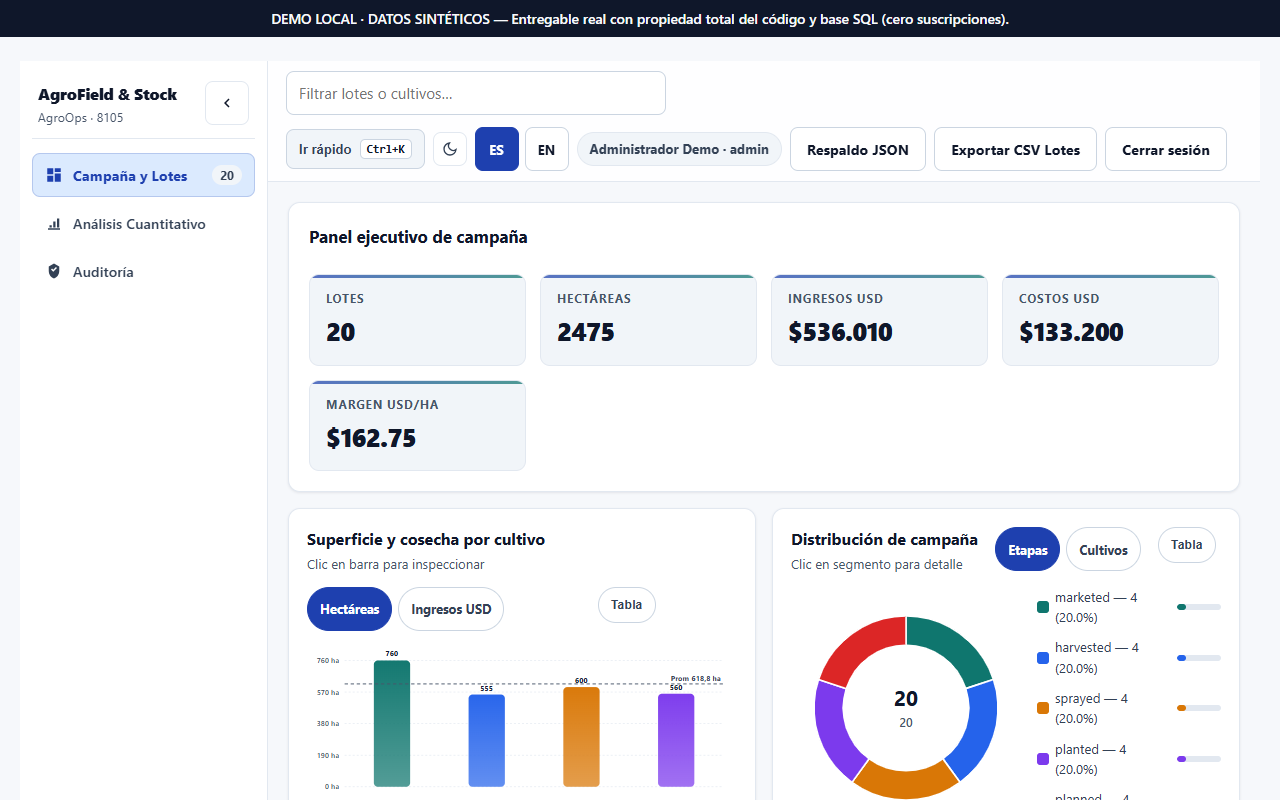 DEMO LOCAL · DATOS SINTÉTICOS — Entregable real con propiedad total del código y base SQL (cero suscripciones).
AgroField & Stock
AgroOps · 8105
Campaña y Lotes 20
Análisis Cuantitativo
Auditoría
Filtrar lotes o cultivos...
Ir rápido Ctrl+K ES EN Administrador Demo · admin Respaldo JSON Exportar CSV Lotes Cerrar sesión
Panel ejecutivo de campaña
LOTES
20
HECTÁREAS
2475
INGRESOS USD
$536.010
COSTOS USD
$133.200
MARGEN USD/HA
$162.75
Superficie y cosecha por cultivo
Clic en barra para inspeccionar
Hectáreas Ingresos USD Tabla
760 ha
570 ha
380 ha
190 ha
0 ha
760
555
600
560
Prom 618,8 ha
Distribución de campaña
Clic en segmento para detalle
Etapas Cultivos Tabla
20
20
marketed — 4
(20.0%)
harvested — 4
(20.0%)
sprayed — 4
(20.0%)
planted — 4
(20.0%)
planned — 4